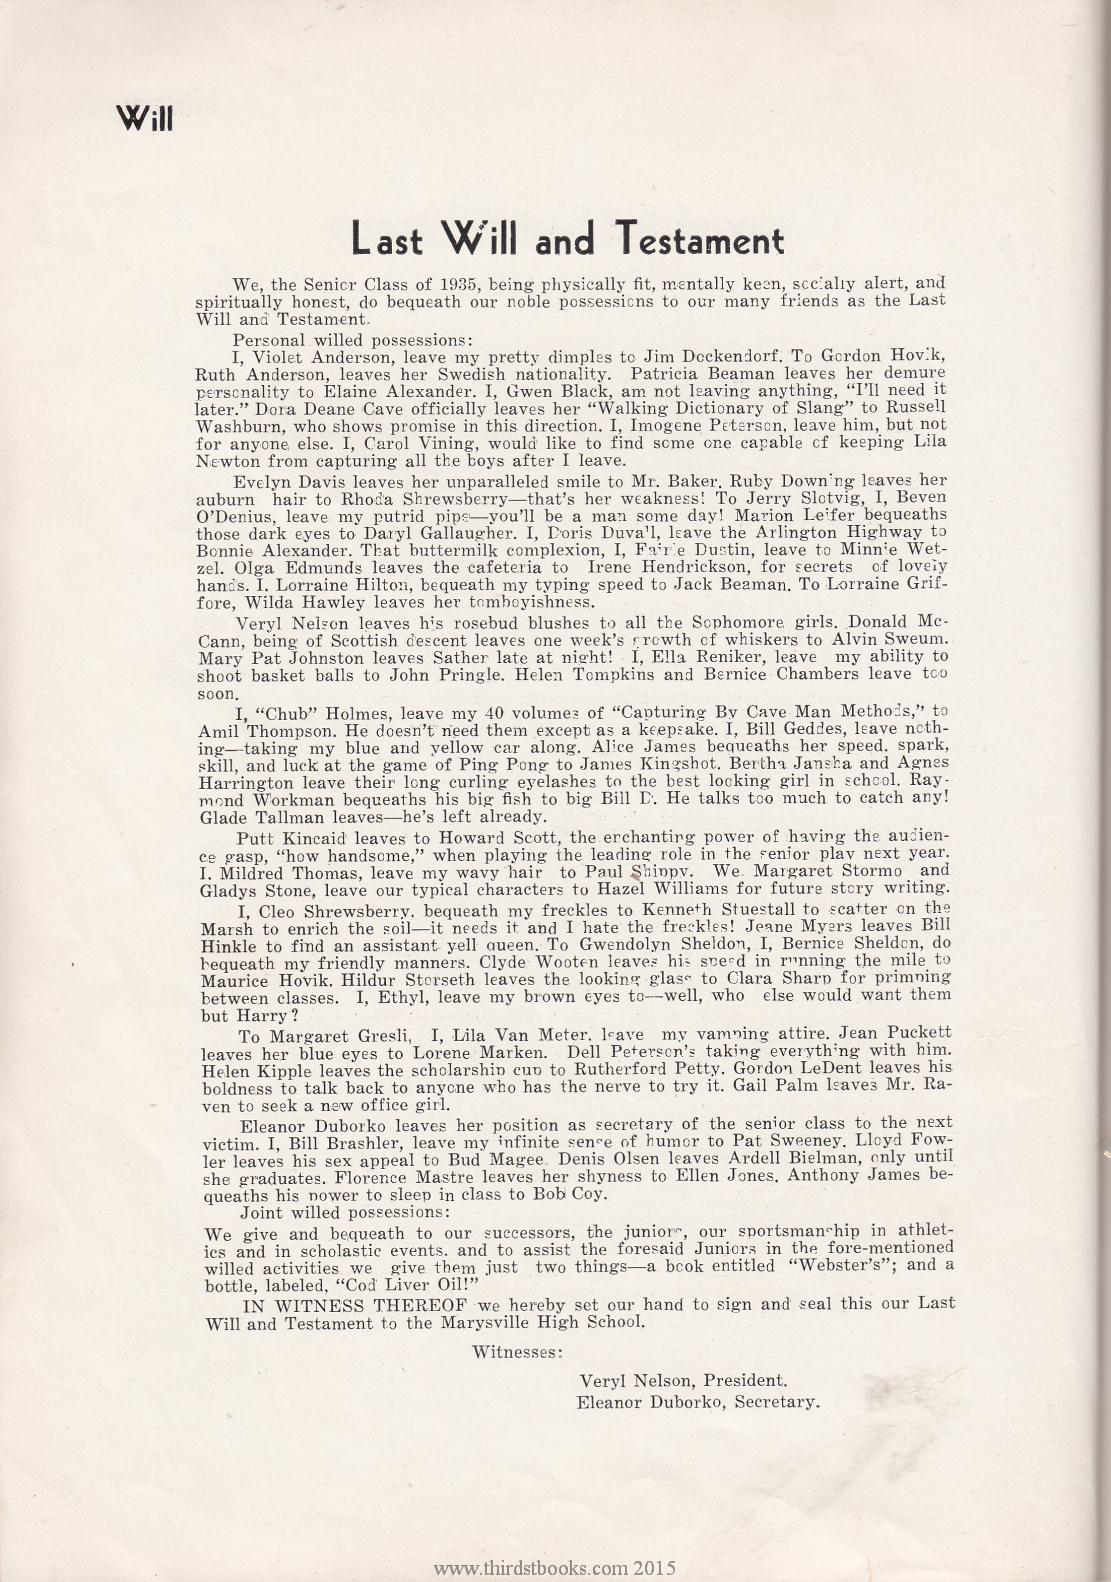 Will
Last Will and Testament
We, the Senior Class of 1935, being physically fit, mentally keen, socially alert, and
spiritually honest, do bequeath our noble possessions to our many friends as the Last
Will and Testament.
Personal willed possessions:
I, Violet Anderson, leave my pretty dimples to Jim Dockendorf. To Gordon Hovik,
Ruth Anderson, leaves her Swedish nationality. Patricia Beaman leaves her demure
personality to Elaine Alexander. I, Gwen Black, am not leaving anything, “I’ll need it
later.” Dora Deane Cave officially leaves her “Walking Dictionary of Slang” to Russell
Washburn, who shows promise in this direction. I, Imogene Peterson, leave him, but not
for anyone else. I, Carol Vining, would like to find some one capable of keeping Lila
Newton from capturing all the boys after I leave.
Evelyn Davis leaves her unparalleled smile to Mr. Baker. Ruby Downing leaves her
auburn hair to Rhoda Shrewsberry—that’s her weakness! To Jerry Slotvig, I, Beven
O’Denius, leave my putrid pipe—you’ll be a man some day! Marion Leifer bequeaths
those dark eyes to Daryl Gallaugher. I, Doris Duvall, leave the Arlington Highway to
Bonnie Alexander. That buttermilk complexion, I, Fairie Dustin, leave to Minnie Wet-
zel. Olga Edmunds leaves the cafeteria to Irene Hendrickson, for secrets of lovely
hands. I. Lorraine Hilton, bequeath my typing speed to Jack Beaman. To Lorraine Grif-
fore, Wilda Hawley leaves her tomboyishness.
Veryl Nelson leaves his rosebud blushes to all the Sophomore girls. Donald Mc-
Cann, being of Scottish descent leaves one week’s growth of whiskers to Alvin Sweum.
Mary Pat Johnston leaves Sather late at night! I, Ella Reniker, leave my ability to
shoot basket balls to John Pringle. Helen Tompkins and Bernice Chambers leave too
soon.
I, “Chub” Holmes, leave my 40 volumes of “Capturing By Cave Man Methods,” to
Amil Thompson. He doesn’t need them except as a keepsake. I, Bill Geddes, leave noth-
ing—taking my blue and yellow car along. Alice James bequeaths her speed, spark,
skill, and luck at the game of Ping Pong to James Kingshot. Bertha Jansha and Agnes
Harrington leave their long curling eyelashes to the best looking girl in school. Ray-
mond Workman bequeaths his big fish to big Bill D. He talks too much to catch any!
Glade Tallman leaves—he’s left already.
Putt Kincaid leaves to Howard Scott, the enchanting power of having the audien-
ce gasp, “how handsome,” when playing the leading role in the senior play next year.
I. Mildred Thomas, leave my wavy hair to Paul Shippy. We. Margaret Stormo and
Gladys Stone, leave our typical characters to Hazel Williams for future story writing.
I, Cleo Shrewsberry. bequeath my freckles to Kenneth Stuestall to scatter on the
Marsh to enrich the soil—it needs it and I hate the freckles! Jeane Myers leaves Bill
Hinkle to find an assistant yell queen. To Gwendolyn Sheldon, I, Bernice Sheldon, do
bequeath my friendly manners. Clyde Wooten leaves his speed in running the mile to
Maurice Hovik. Hildur Storseth leaves the looking glass to Clara Sharp for primping
between classes. I, Ethyl, leave my brown eyes to—well, who else would want them
but Harry?
To Margaret Gresli, I, Lila Van Meter. leave my vamping attire. Jean Puckett
leaves her blue eyes to Lorene Marken. Dell Peterson’s taking everything with him.
Helen Kipple leaves the scholarship cup to Rutherford Petty. Gordon LeDent leaves his
boldness to talk back to anyone who has the nerve to try it. Gail Palm leaves Mr. Ra-
ven to seek a new office girl.
Eleanor Duborko leaves her position as secretary of the senior class to the next
victim. I, Bill Brashler, leave my infinite sense of humor to Pat Sweeney. Lloyd Fow-
ler leaves his sex appeal to Bud Magee. Denis Olsen leaves Ardell Bielman, only until
she graduates. Florence Mastre leaves her shyness to Ellen Jones. Anthony James be-
queaths his power to sleep in class to Bob Coy.
Joint willed possessions:
We give and bequeath to our successors, the juniors, our sportsmanship in athlet-
ics and in scholastic events. and to assist the foresaid Juniors in the fore-mentioned
willed activities we give them just two things—a book entitled “Webster’s”; and a
bottle, labeled, “Cod Liver Oil!”
IN WITNESS THEREOF we hereby set our hand to sign and seal this our Last
Will and Testament to the Marysville High School.
Witnesses:
Veryl Nelson, President.
Eleanor Duborko, Secretary.
www.thirdstbooks.com 2015